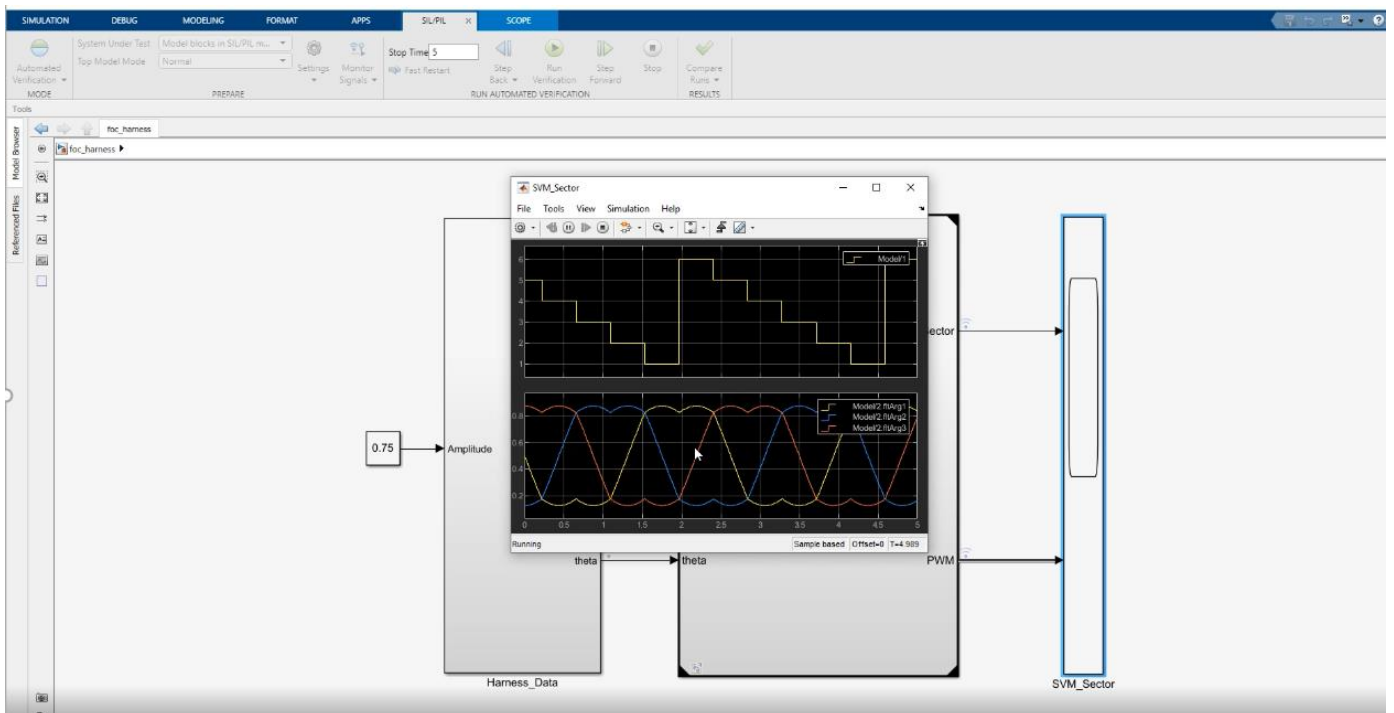 SIMULATION DEBUG MODELING FORMAT APPS SIL/PIL × SCOPE
System Under Test Model blocks in SIL/PIL m...
Top Model Mode Normal
Automated
Verification
Settings
Monitor
Signals
Stop Time 5
Fast Restart
Step
Back
Run
Verification
Step
Forward
Stop
Compare
Runs
MODE PREPARE RUN AUTOMATED VERIFICATION RESULTS
Tools
Model Browser
Referenced Files
foc_harness
foc_harness
SVM_Sector
File Tools View Simulation Help
Model/1
6
5
4
3
2
1
Model/2.fltArg1
Model/2.fltArg2
Model/2.fltArg3
0.8
0.6
0.4
0.2
0 0.5 1 1.5 2 2.5 3 3.5 4 4.5 5
Running Sample based Offset=0 T=4.989
ector
0.75
Amplitude
theta
theta
PWM
Harness_Data
SVM_Sector